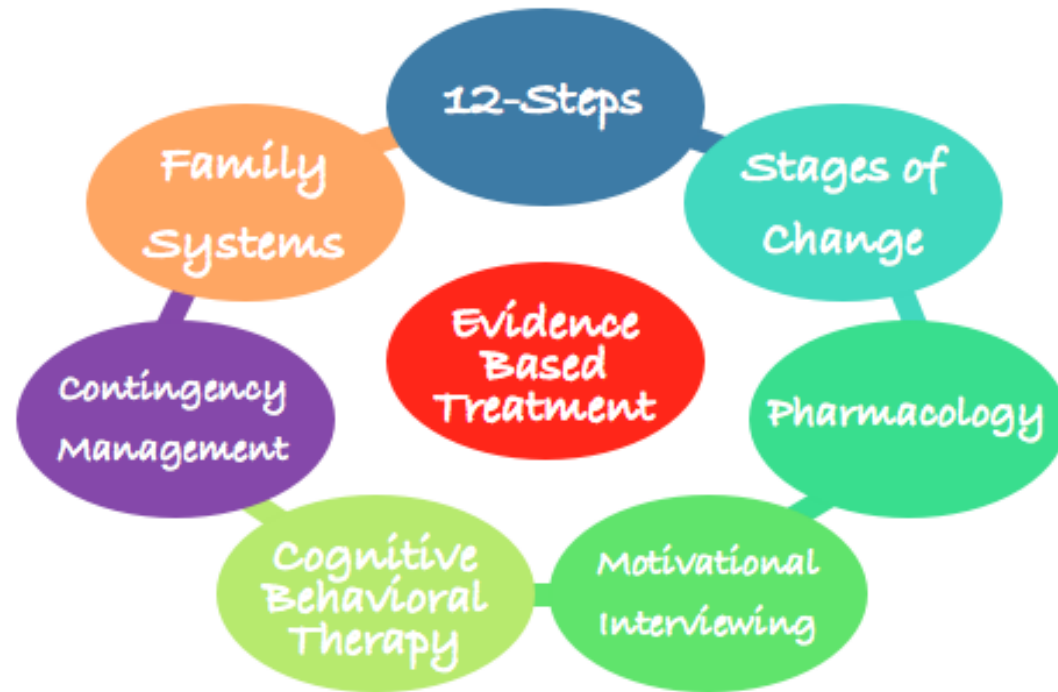 12-Steps
Stages of
Change
Pharmacology
Motivational
Interviewing
Cognitive
Behavioral
Therapy
Contingency
Management
Family
Systems
Evidence
Based
Treatment